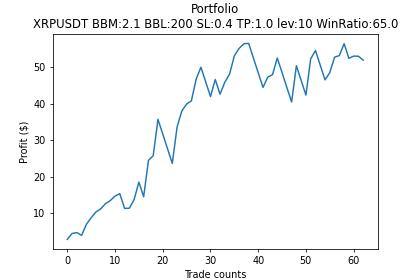 Portfolio
XRPUSDT BBM:2.1 BBL:200 SL:0.4 TP:1.0 lev:10 WinRatio:65.0
50
40
30
20
10
Profit ($)
0 10 20 30 40 50 60
Trade counts